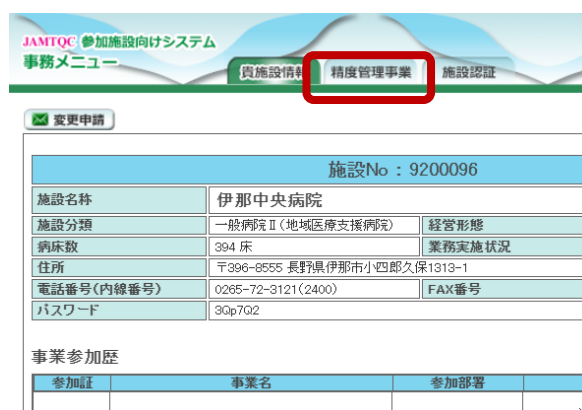 JAMTQC 参加施設向けシステム
事務メニュー
貴施設情報 精度管理事業 施設認証
変更申請
施設No：9200096
施設名称 伊那中央病院
施設分類 一般病院Ⅱ（地域医療支援病院） 経営形態
病床数 394 床 業務実施状況
住所 〒396-8555 長野県伊那市小四郎久保1313-1
電話番号(内線番号) 0265-72-3121(2400) FAX番号
パスワード 3Qp7Q2
事業参加歴
参加証 事業名 参加部署